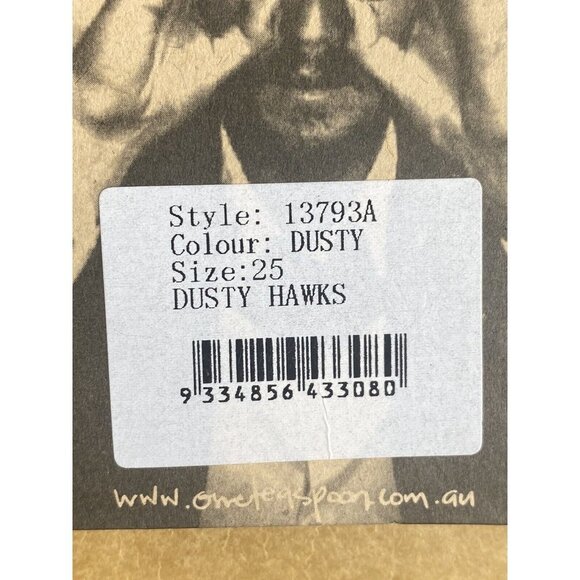 Style: 13793A
Colour: DUSTY
Size:25
DUSTY HAWKS
9 334856 433080
www.oneteaspoon.com.au